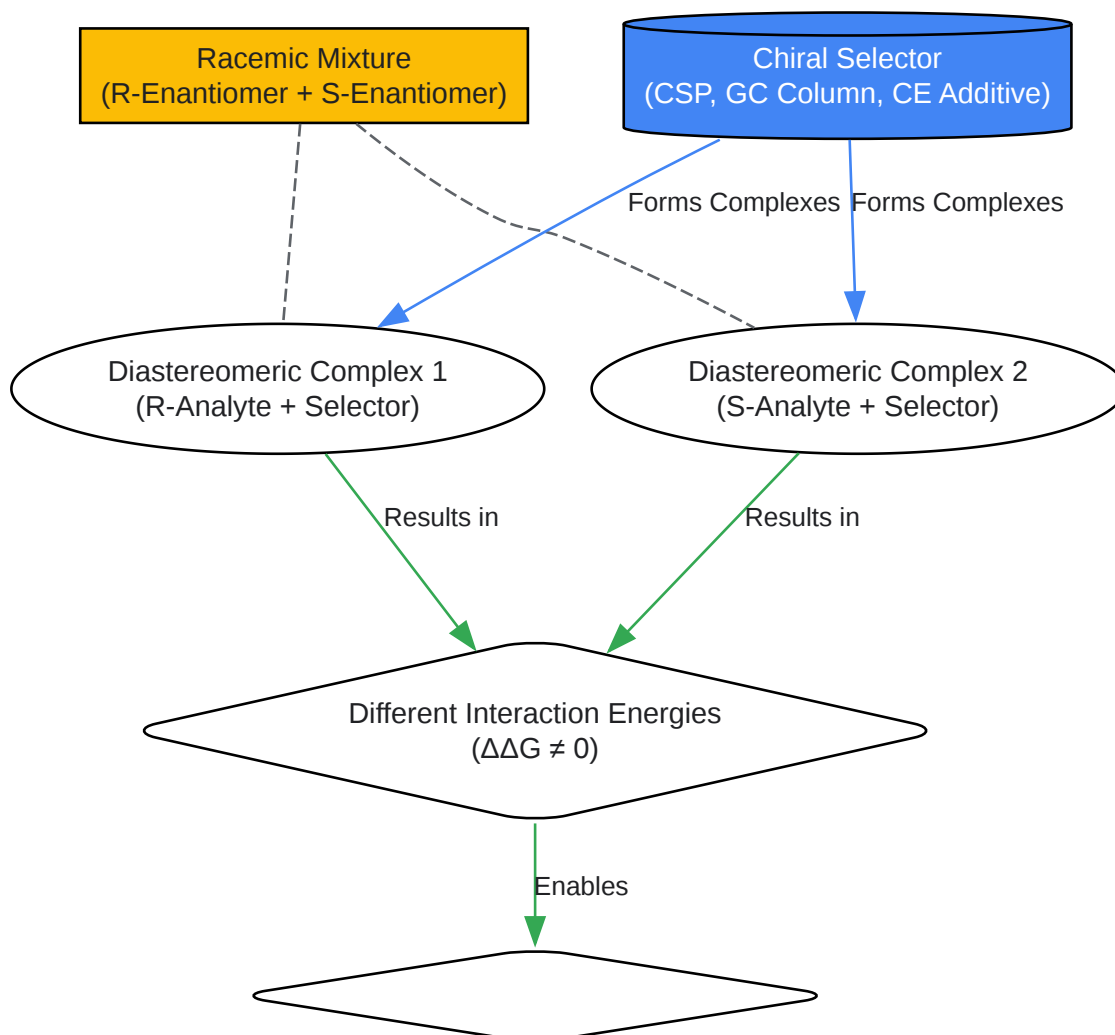 Racemic Mixture
(R-Enantiomer + S-Enantiomer)
Chiral Selector
(CSP, GC Column, CE Additive)
Forms Complexes
Forms Complexes
Diastereomeric Complex 1
(R-Analyte + Selector)
Diastereomeric Complex 2
(S-Analyte + Selector)
Results in
Results in
Different Interaction Energies
(ΔΔG ≠ 0)
Enables